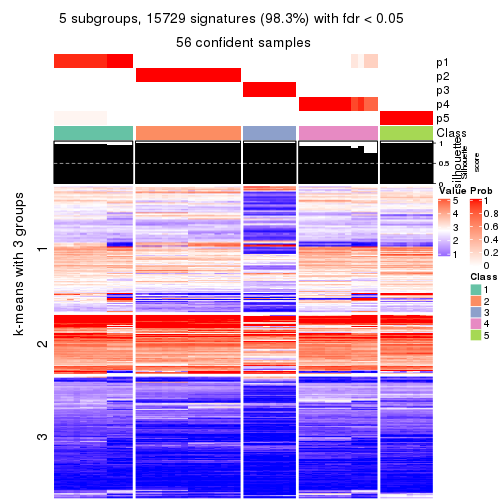 5 subgroups, 15729 signatures (98.3%) with fdr < 0.05
56 confident samples
p1
p2
p3
p4
p5
Class
silhouette
Silhouette
score
1
0.5
0
k-means with 3 groups
1
2
3
Value
5
4
3
2
1
Prob
1
0.8
0.6
0.4
0.2
0
Class
1
2
3
4
5